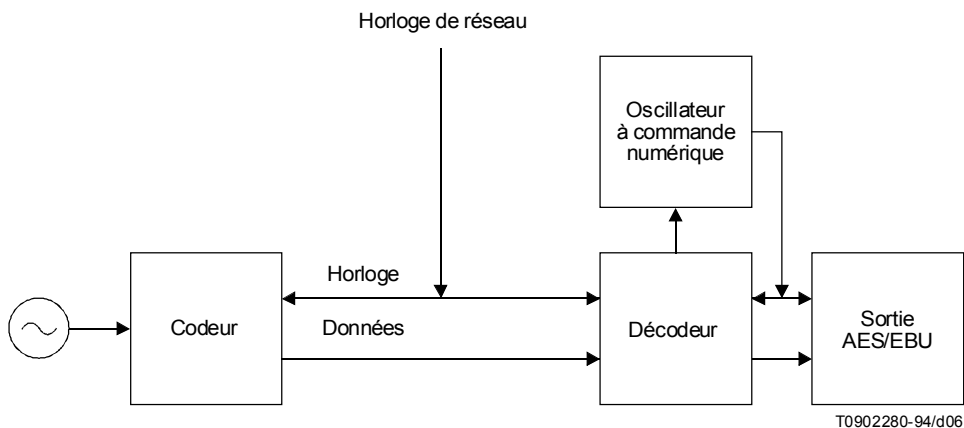 Horloge de réseau
Oscillateur
à commande
numérique
Horloge
Codeur
Données
Décodeur
Sortie
AES/EBU
T0902280-94/d06